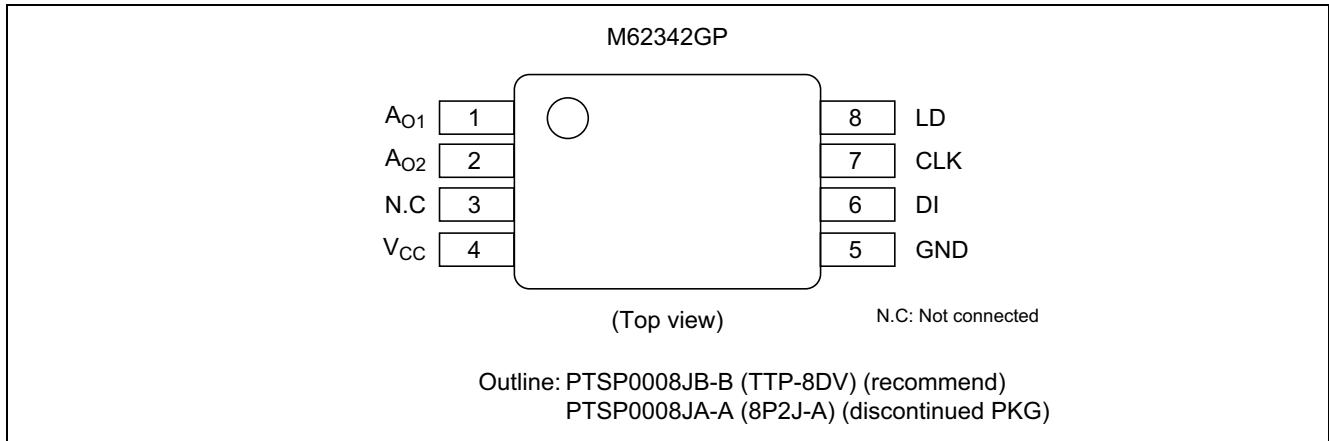 M62342GP
AO1 1 8 LD
AO2 2 7 CLK
N.C 3 6 DI
VCC 4 5 GND
(Top view) N.C: Not connected
Outline: PTSP0008JB-B (TTP-8DV) (recommend)
PTSP0008JA-A (8P2J-A) (discontinued PKG)